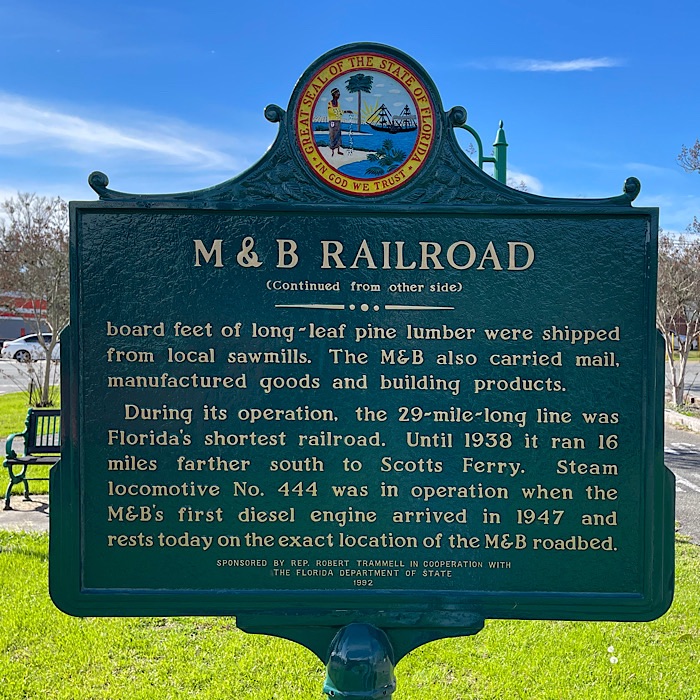 GREAT SEAL OF THE STATE OF FLORIDA
• IN GOD WE TRUST •
M & B RAILROAD
(Continued from other side)
board feet of long-leaf pine lumber were shipped
from local sawmills. The M&B also carried mail,
manufactured goods and building products.
During its operation, the 29-mile-long line was
Florida's shortest railroad. Until 1938 it ran 16
miles farther south to Scotts Ferry. Steam
locomotive No. 444 was in operation when the
M&B's first diesel engine arrived in 1947 and
rests today on the exact location of the M&B roadbed.
SPONSORED BY REP. ROBERT TRAMMELL IN COOPERATION WITH
THE FLORIDA DEPARTMENT OF STATE
1992